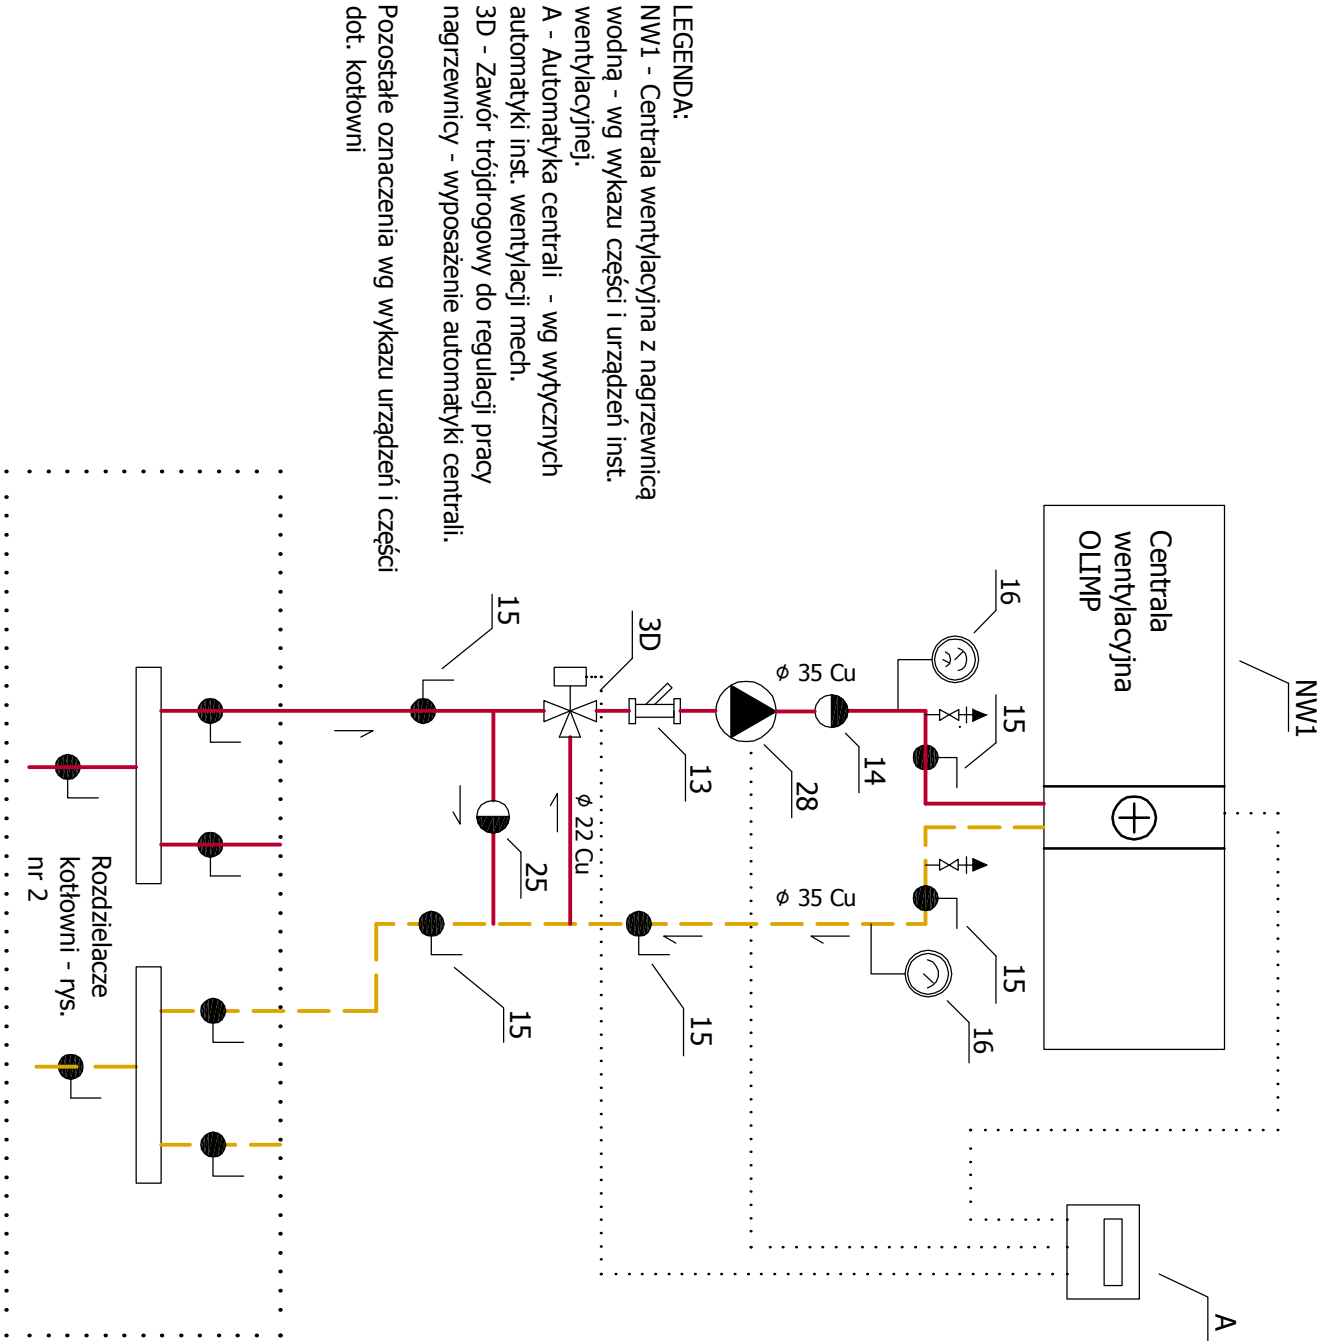 LEGENDA:
NW1 - Centrala wentylacyjna z nagrzewnicą
wodną - wg wykazu części i urządzeń inst.
wentylacyjnej.
A - Automatyka centrali - wg wytycznych
automatyki inst. wentylacji mech.
3D - Zawór trójdrogowy do regulacji pracy
nagrzewnicy - wyposażenie automatyki centrali.
Pozostałe oznaczenia wg wykazu urządzeń i części
dot. kotłowni
NW1
Centrala
wentylacyjna
OLIMP
16
15
ϕ 35 Cu
14
28
13
3D
15
ϕ 22 Cu
25
ϕ 35 Cu
15
16
15
15
Rozdzielacze
kotłowni - rys.
nr 2
A